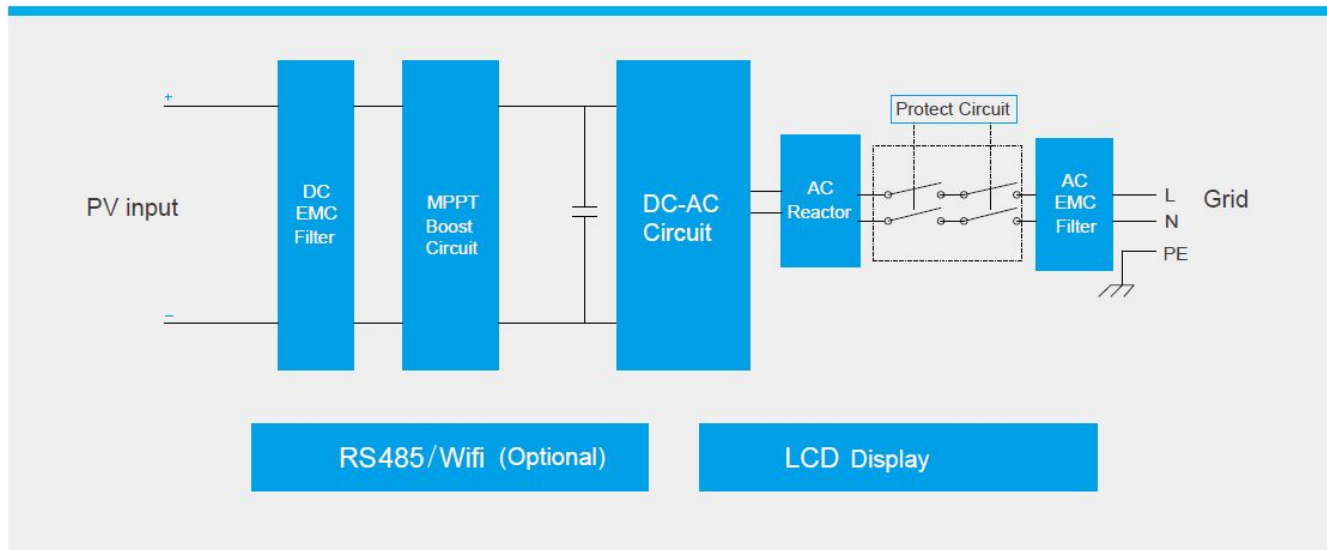 +
PV input
–
DC
EMC
Filter
MPPT
Boost
Circuit
DC-AC
Circuit
AC
Reactor
Protect Circuit
AC
EMC
Filter
L
N
PE
Grid
RS485/Wifi (Optional)
LCD Display